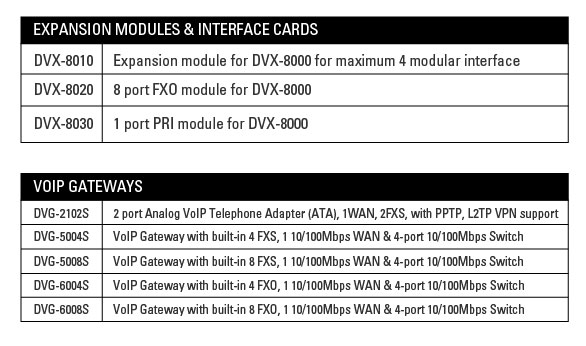 EXPANSION MODULES & INTERFACE CARDS
DVX-8010 Expansion module for DVX-8000 for maximum 4 modular interface
DVX-8020 8 port FXO module for DVX-8000
DVX-8030 1 port PRI module for DVX-8000
VOIP GATEWAYS
DVG-2102S 2 port Analog VoIP Telephone Adapter (ATA), 1WAN, 2FXS, with PPTP, L2TP VPN support
DVG-5004S VoIP Gateway with built-in 4 FXS, 1 10/100Mbps WAN & 4-port 10/100Mbps Switch
DVG-5008S VoIP Gateway with built-in 8 FXS, 1 10/100Mbps WAN & 4-port 10/100Mbps Switch
DVG-6004S VoIP Gateway with built-in 4 FXO, 1 10/100Mbps WAN & 4-port 10/100Mbps Switch
DVG-6008S VoIP Gateway with built-in 8 FXO, 1 10/100Mbps WAN & 4-port 10/100Mbps Switch